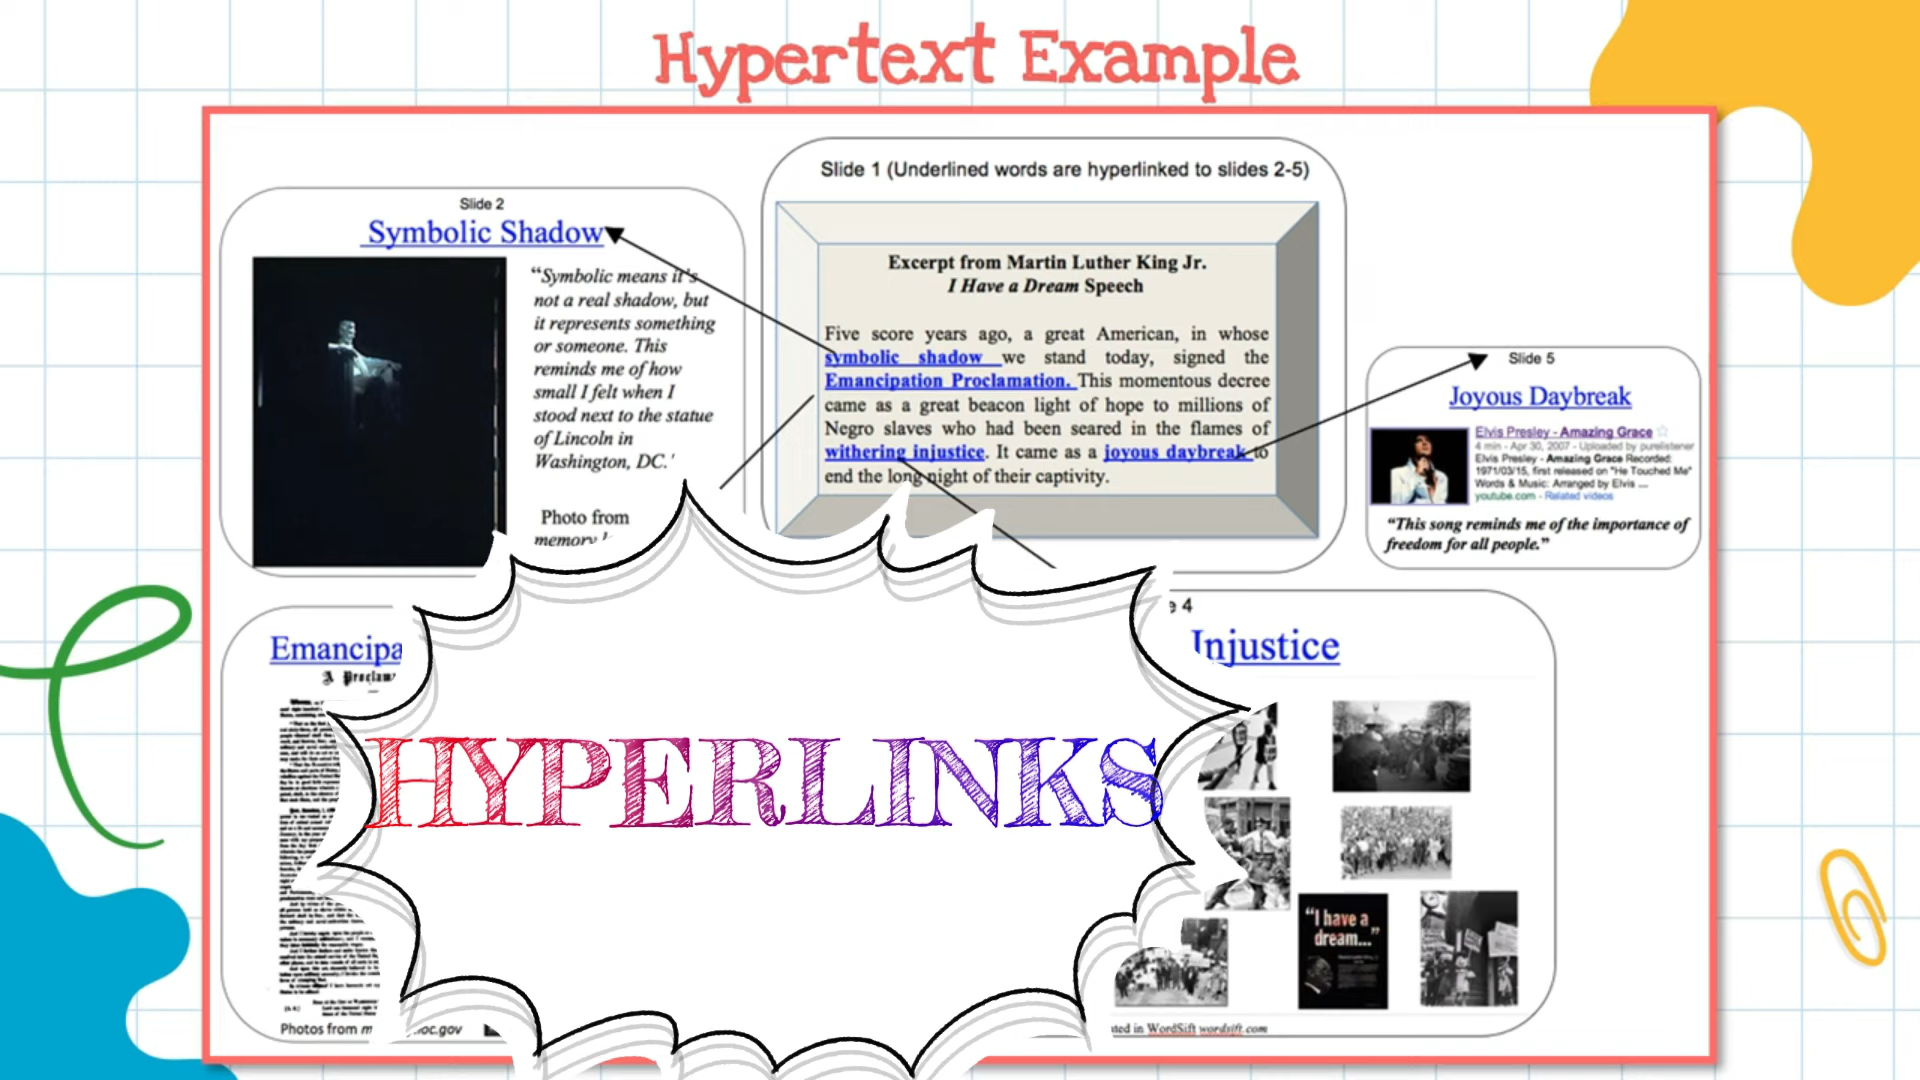 Hypertext Example
Slide 1 (Underlined words are hyperlinked to slides 2-5)
Excerpt from Martin Luther King Jr.
I Have a Dream Speech
Five score years ago, a great American, in whose
symbolic shadow we stand today, signed the
Emancipation Proclamation. This momentous decree
came as a great beacon light of hope to millions of
Negro slaves who had been seared in the flames of
withering injustice. It came as a joyous daybreak to
end the long night of their captivity.
Slide 2
Symbolic Shadow
“Symbolic means it's
not a real shadow, but
it represents something
or someone. This
reminds me of how
small I felt when I
stood next to the statue
of Lincoln in
Washington, DC.'
Photo from
memory
Slide 5
Joyous Daybreak
Elvis Presley - Amazing Grace
4 min - Apr 30, 2007 - Uploaded by purelistener
Elvis Presley - Amazing Grace Recorded:
1971/03/15, first released on "He Touched Me"
Words & Music: Arranged by Elvis ...
youtube.com - Related videos
“This song reminds me of the importance of
freedom for all people.”
Emancipa
A Proclam
Photos from m
oc.gov
HYPERLINKS
e 4
Injustice
“I have a
dream...”
ted in WordSift wordsift.com